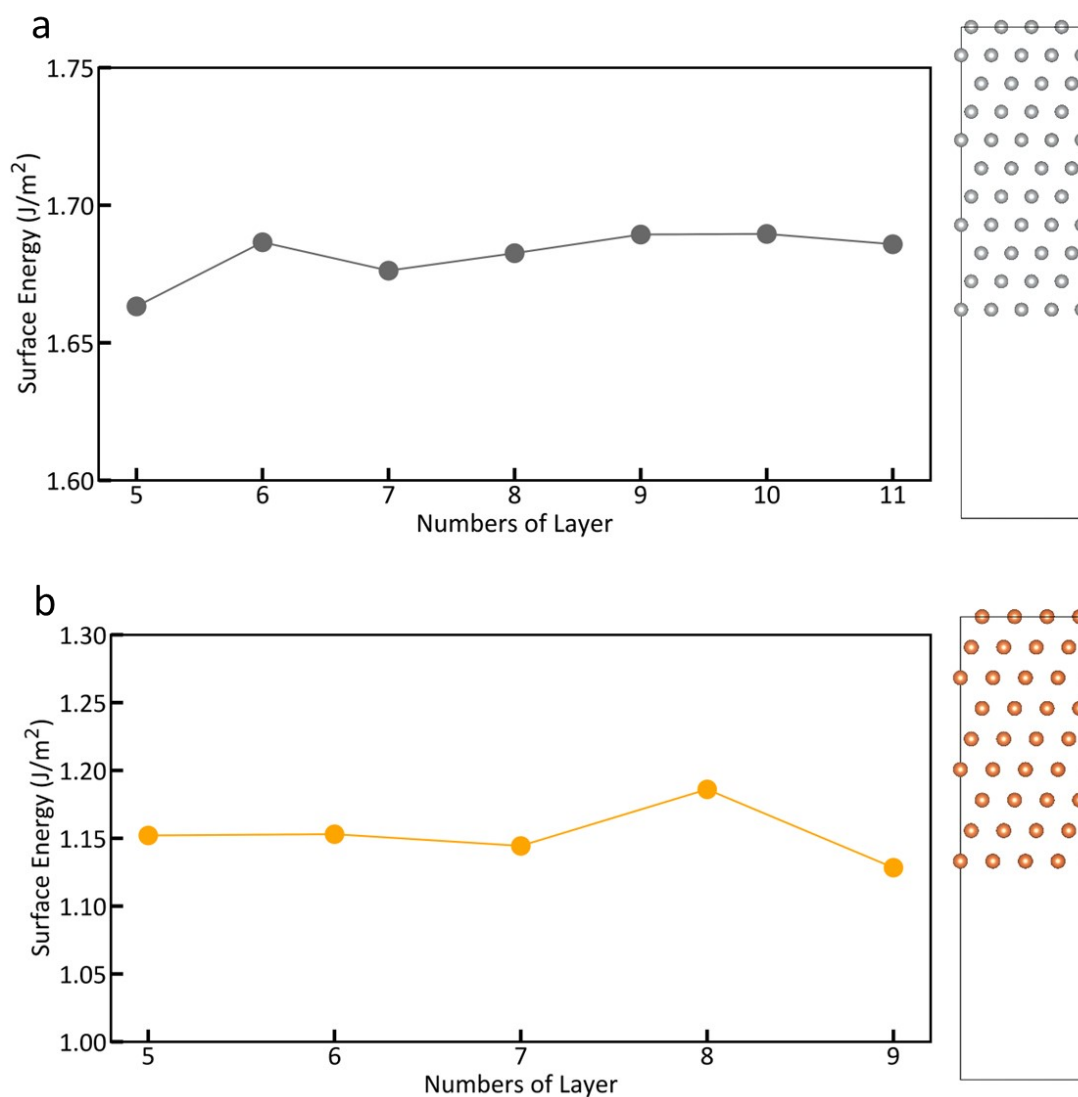 a
1.75
1.70
1.65
1.60
Surface Energy (J/m²)
5 6 7 8 9 10 11
Numbers of Layer
b
1.30
1.25
1.20
1.15
1.10
1.05
1.00
Surface Energy (J/m²)
5 6 7 8 9
Numbers of Layer